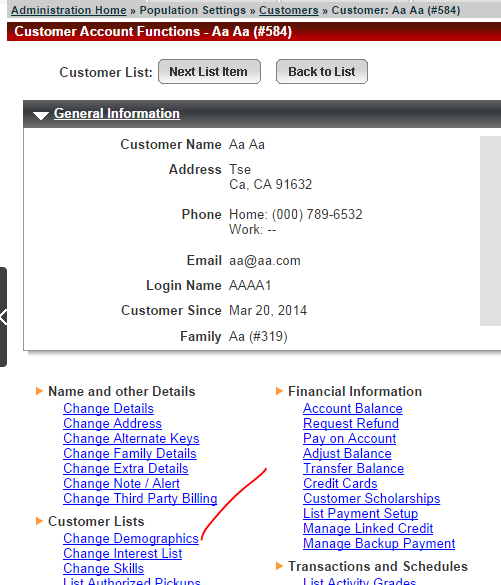 Administration Home » Population Settings » Customers » Customer: Aa Aa (#584)
Customer Account Functions - Aa Aa (#584)
Customer List: Next List Item Back to List
General Information
Customer Name Aa Aa
Address Tse
Ca, CA 91632
Phone Home: (000) 789-6532
Work: --
Email aa@aa.com
Login Name AAAA1
Customer Since Mar 20, 2014
Family Aa (#319)
Name and other Details
Change Details
Change Address
Change Alternate Keys
Change Family Details
Change Extra Details
Change Note / Alert
Change Third Party Billing
Customer Lists
Change Demographics
Change Interest List
Change Skills
List Authorized Pickups
Financial Information
Account Balance
Request Refund
Pay on Account
Adjust Balance
Transfer Balance
Credit Cards
Customer Scholarships
List Payment Setup
Manage Linked Credit
Manage Backup Payment
Transactions and Schedules
List Activity Grades